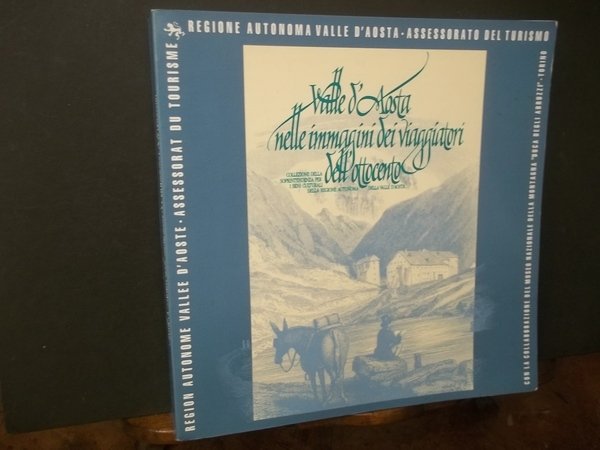 REGIONE AUTONOMA VALLE D'AOSTA - ASSESSORATO DEL TURISMO
REGION AUTONOME VALLEE D'AOSTE - ASSESSORAT DU TOURISME
Valle d'Aosta
nelle immagini dei viaggiatori
dell'ottocento
COLLEZIONE DELLA
SOPRINTENDENZA PER
I BENI CULTURALI
DELLA REGIONE AUTONOMA DELLA VALLE D'AOSTA
CON LA COLLABORAZIONE DEL MUSEO NAZIONALE DELLA MONTAGNA "DUCA DEGLI ABRUZZI" - TORINO